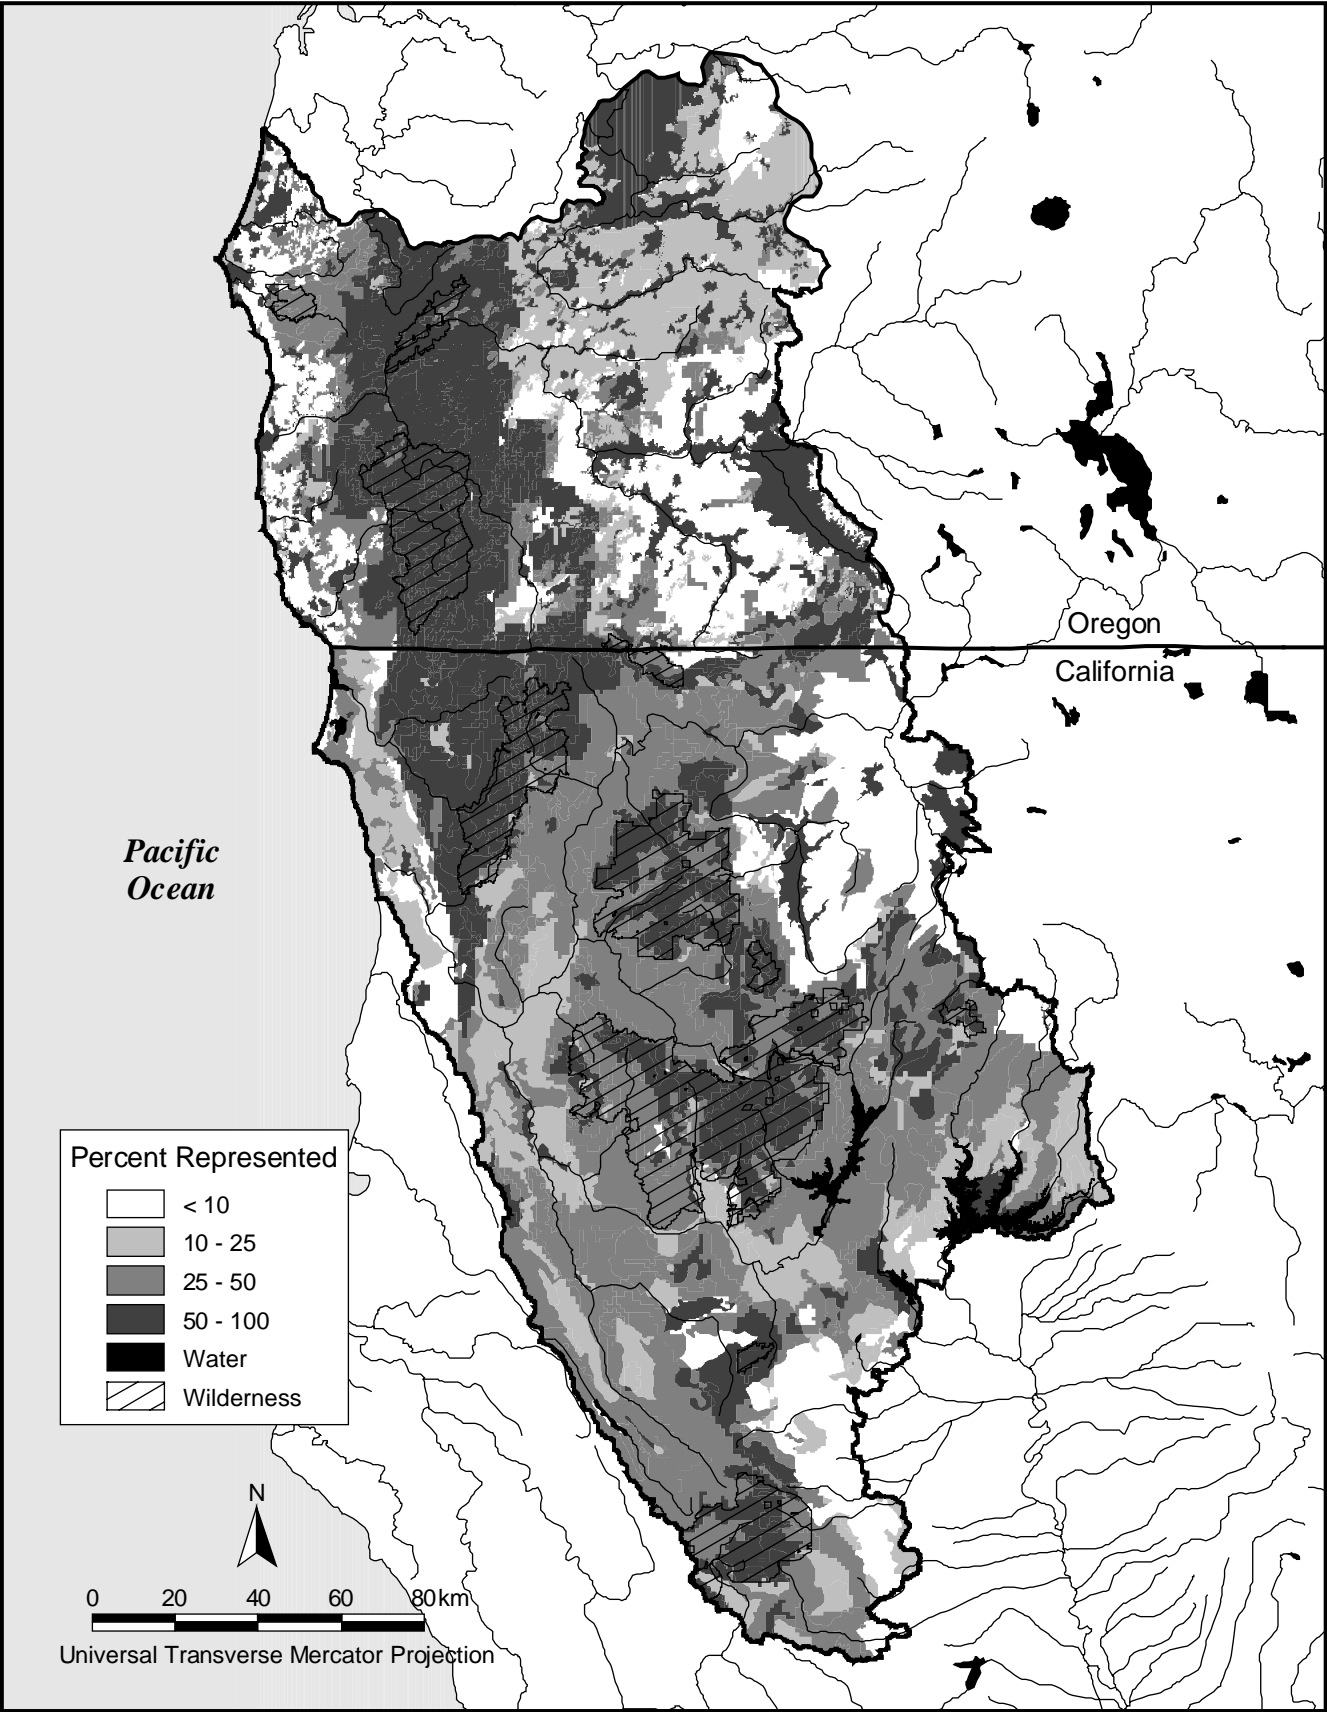 Oregon
California
Pacific
Ocean
Percent Represented
< 10
10 - 25
25 - 50
50 - 100
Water
Wilderness
N
0 20 40 60 80km
Universal Transverse Mercator Projection